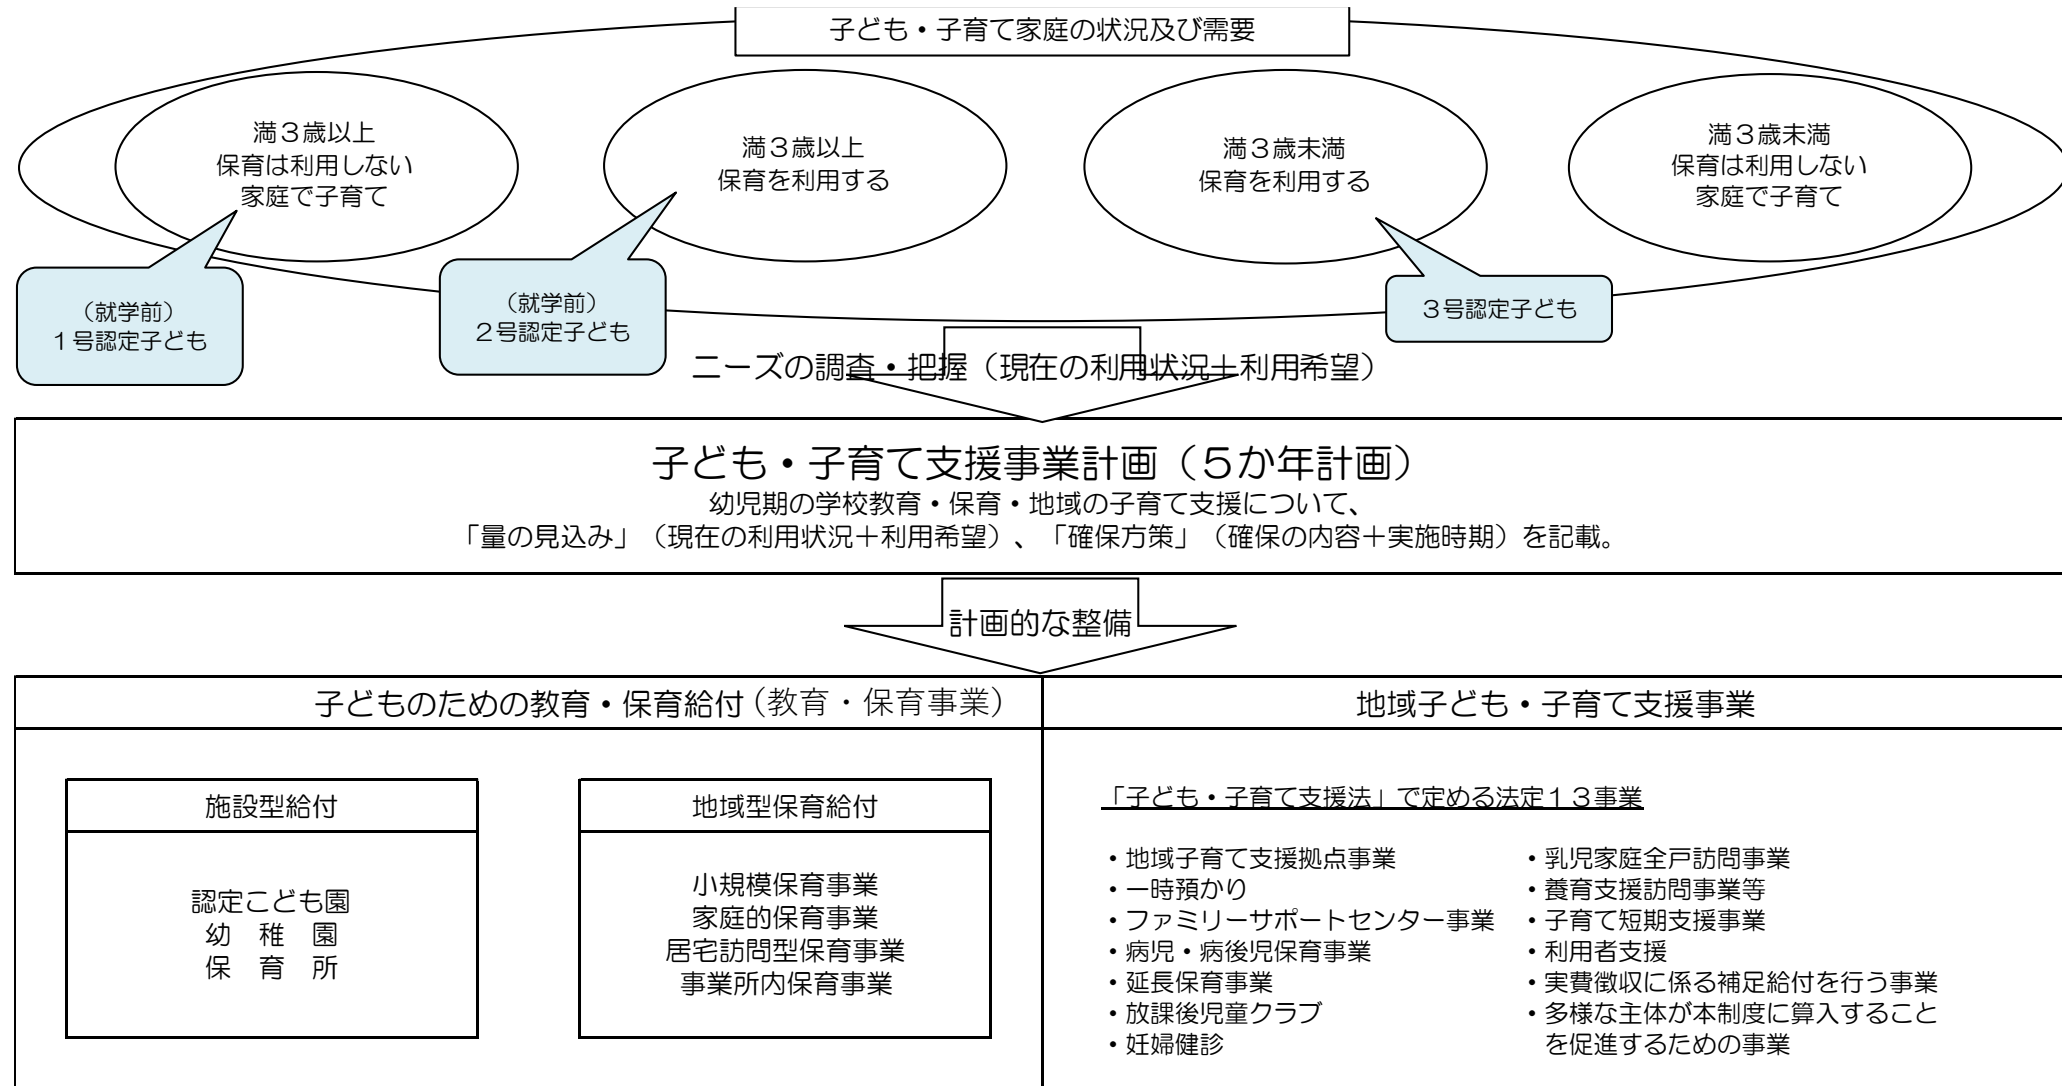 子ども・子育て家庭の状況及び需要
満３歳以上
保育は利用しない
家庭で子育て
満３歳以上
保育を利用する
満３歳未満
保育を利用する
満３歳未満
保育は利用しない
家庭で子育て
（就学前）
１号認定子ども
（就学前）
２号認定子ども
３号認定子ども
ニーズの調査・把握（現在の利用状況＋利用希望）
子ども・子育て支援事業計画（５か年計画）
幼児期の学校教育・保育・地域の子育て支援について、
「量の見込み」（現在の利用状況＋利用希望）、「確保方策」（確保の内容＋実施時期）を記載。
計画的な整備
子どものための教育・保育給付（教育・保育事業）
施設型給付
認定こども園
幼　稚　園
保　育　所
地域型保育給付
小規模保育事業
家庭的保育事業
居宅訪問型保育事業
事業所内保育事業
地域子ども・子育て支援事業
「子ども・子育て支援法」で定める法定１３事業
・地域子育て支援拠点事業
・一時預かり
・ファミリーサポートセンター事業
・病児・病後児保育事業
・延長保育事業
・放課後児童クラブ
・妊婦健診
・乳児家庭全戸訪問事業
・養育支援訪問事業等
・子育て短期支援事業
・利用者支援
・実費徴収に係る補足給付を行う事業
・多様な主体が本制度に算入すること
を促進するための事業